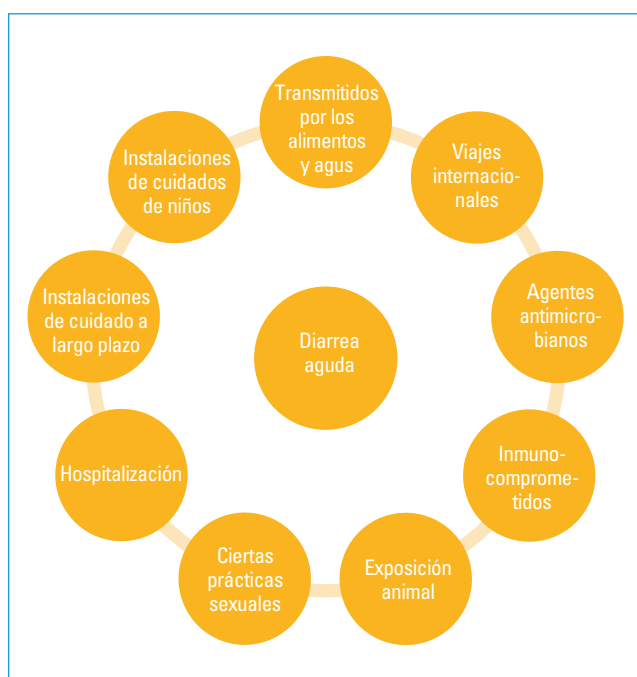 Transmitidos
por los
alimentos
y agus
Viajes
internacio-
nales
Agentes
antimicro-
bianos
Inmuno-
comprome-
tidos
Exposición
animal
Ciertas
prácticas
sexuales
Hospitalización
Instalaciones
de cuidado a
largo plazo
Instalaciones
de cuidados
de niños
Diarrea
aguda